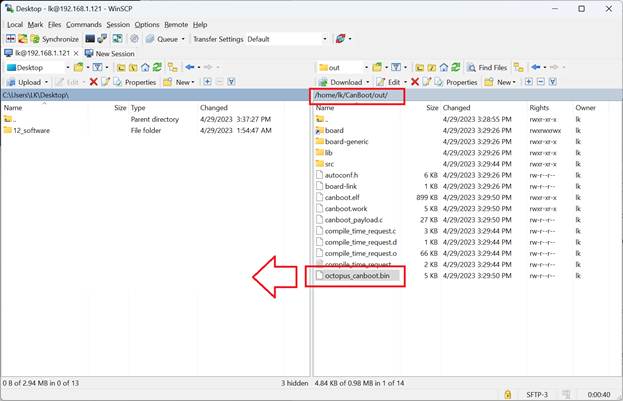 Desktop - lk@192.168.1.121 - WinSCP
Local Mark Files Commands Session Options Remote Help
Synchronize Queue Transfer Settings Default
lk@192.168.1.121 New Session
Desktop out Find Files
Upload Edit Properties New Download Edit Properties New
C:\Users\LK\Desktop\ /home/lk/CanBoot/out/
Name Size Type Changed Name Size Changed Rights Owner
.. Parent directory 4/29/2023 3:37:27 PM .. 4/29/2023 3:28:55 PM rwxr-xr-x lk
12_software File folder 4/29/2023 1:54:47 AM board 4/29/2023 3:29:26 PM rwxrwxrwx lk
board-generic 4/29/2023 3:29:26 PM rwxr-xr-x lk
lib 4/29/2023 3:29:26 PM rwxr-xr-x lk
src 4/29/2023 3:29:44 PM rwxr-xr-x lk
autoconf.h 6 KB 4/29/2023 3:29:26 PM rw-r--r-- lk
board-link 1 KB 4/29/2023 3:29:26 PM rw-r--r-- lk
canboot.elf 899 KB 4/29/2023 3:29:50 PM rwxr-xr-x lk
canboot.work 5 KB 4/29/2023 3:29:50 PM rwxr-xr-x lk
canboot_payload.c 27 KB 4/29/2023 3:29:50 PM rw-r--r-- lk
compile_time_request.c 3 KB 4/29/2023 3:29:44 PM rw-r--r-- lk
compile_time_request.d 1 KB 4/29/2023 3:29:44 PM rw-r--r-- lk
compile_time_request.o 66 KB 4/29/2023 3:29:44 PM rw-r--r-- lk
compile_time_request.... 2 KB 4/29/2023 3:29:44 PM rw-r--r-- lk
octopus_canboot.bin 5 KB 4/29/2023 3:29:50 PM rw-r--r-- lk
0 B of 2.94 MB in 0 of 13 3 hidden 4.84 KB of 0.98 MB in 1 of 14
SFTP-3 0:00:40